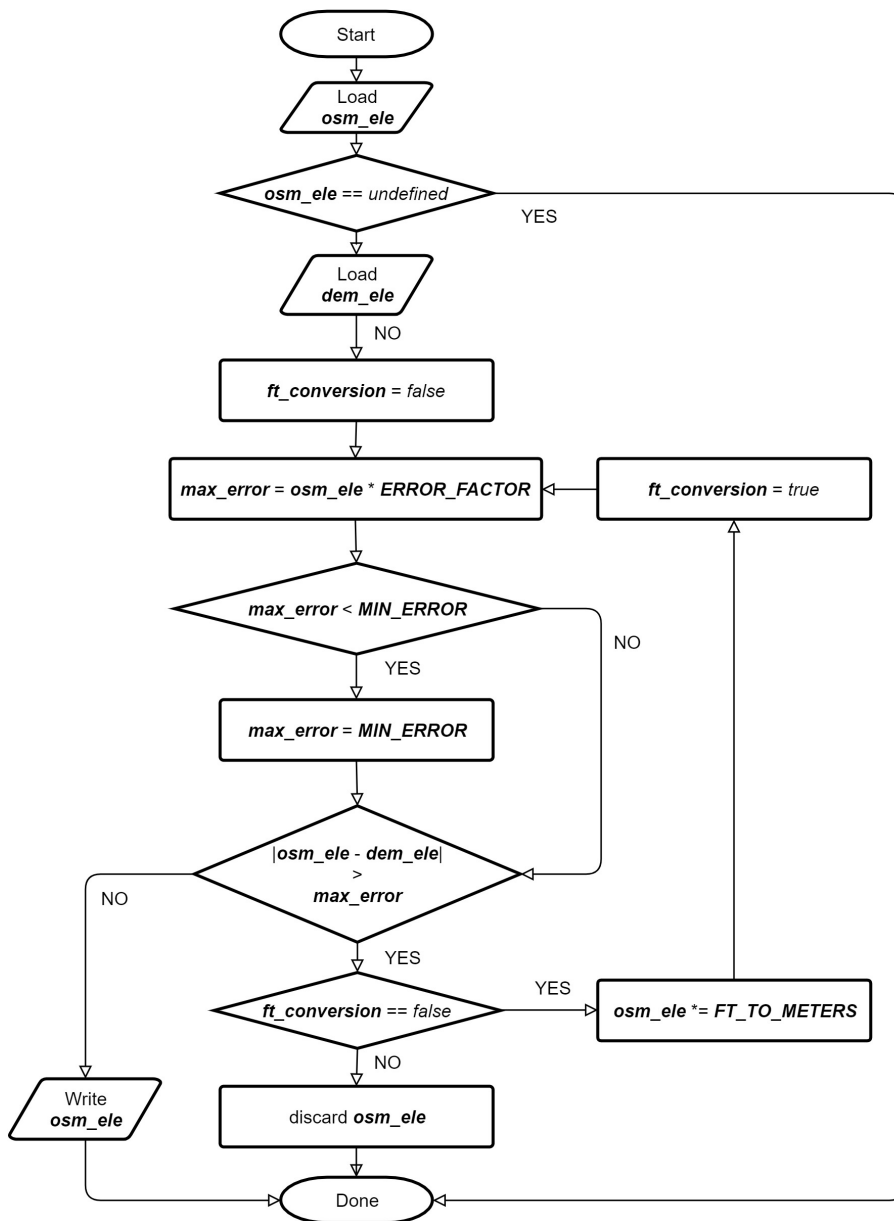 Start
Load
osm_ele
osm_ele == undefined
YES
Load
dem_ele
NO
ft_conversion = false
max_error = osm_ele * ERROR_FACTOR
ft_conversion = true
max_error < MIN_ERROR
NO
YES
max_error = MIN_ERROR
|osm_ele - dem_ele|
>
max_error
NO
YES
ft_conversion == false
YES
osm_ele *= FT_TO_METERS
NO
Write
osm_ele
discard osm_ele
Done